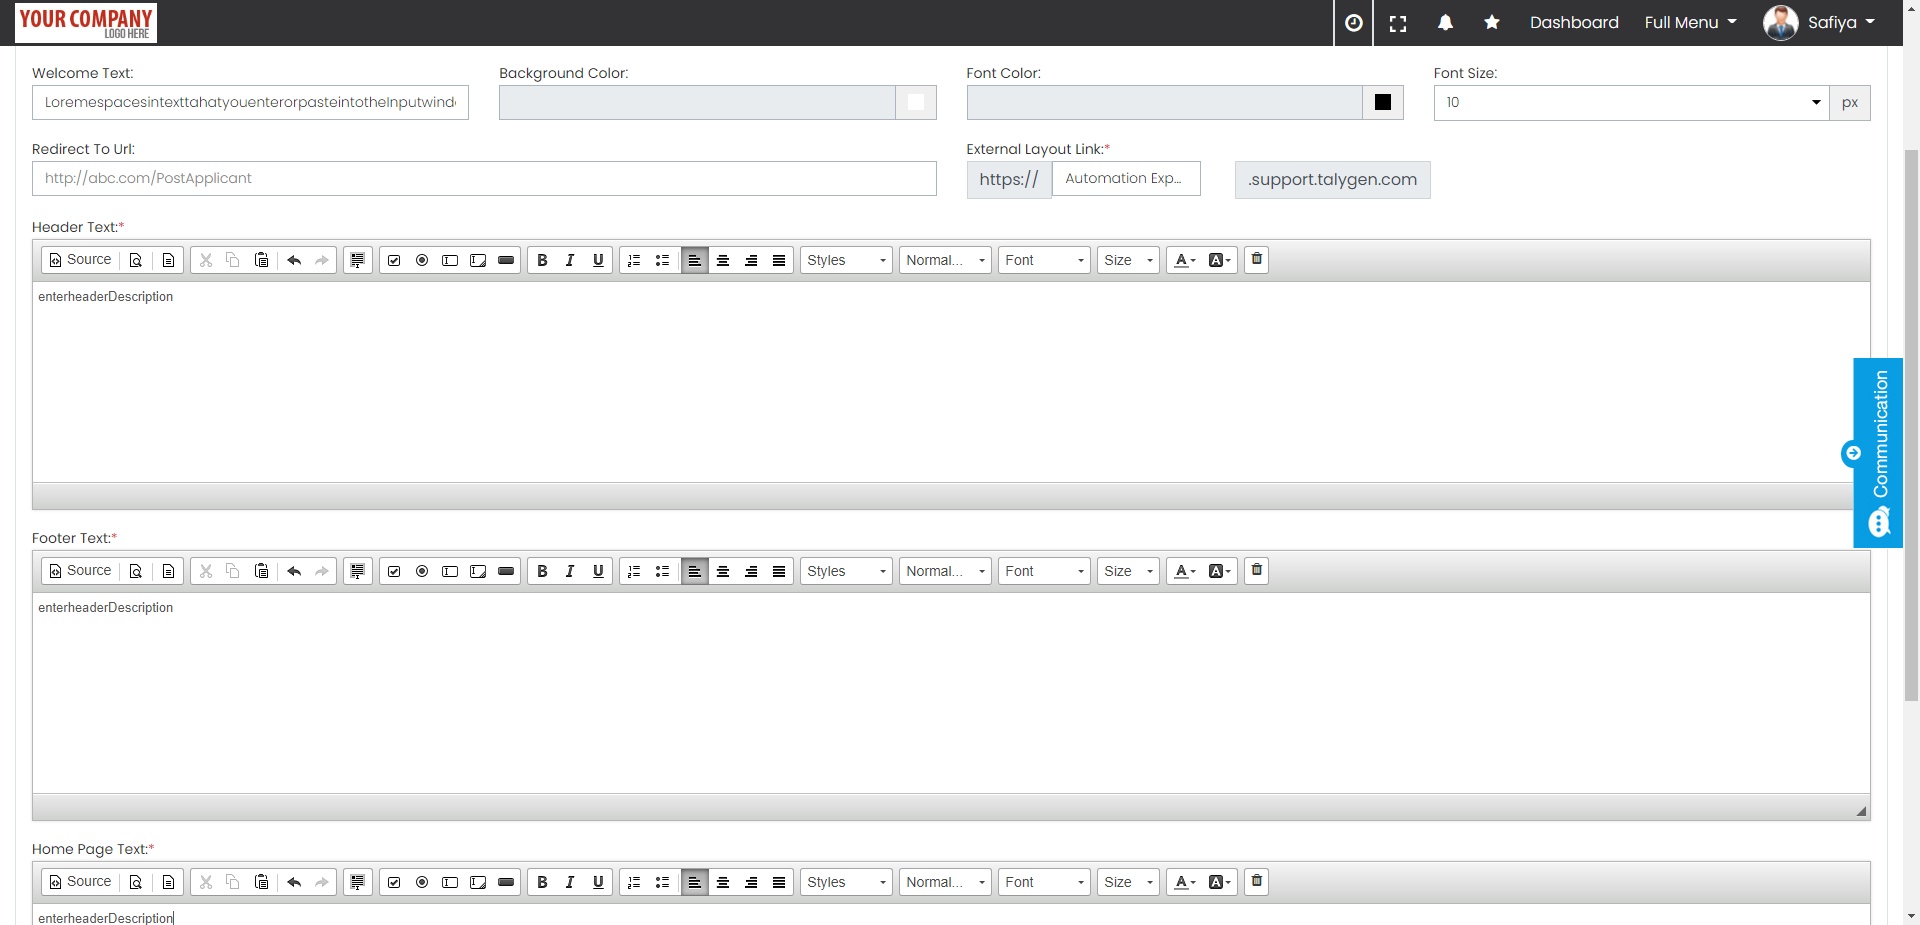 YOUR COMPANY
LOGO HERE
Dashboard
Full Menu
Safiya
Welcome Text:
Background Color:
Font Color:
Font Size:
LoremespacesintexttahatyouenterorpasteintotheInputwind
10
px
Redirect To Url:
External Layout Link:*
http://abc.com/PostApplicant
https://
Automation Exp...
.support.talygen.com
Header Text:*
Source
B I U
Styles
Normal...
Font
Size
A
A
enterheaderDescription
Communication
Footer Text:*
Source
B I U
Styles
Normal...
Font
Size
A
A
enterheaderDescription
Home Page Text:*
Source
B I U
Styles
Normal...
Font
Size
A
A
enterheaderDescription